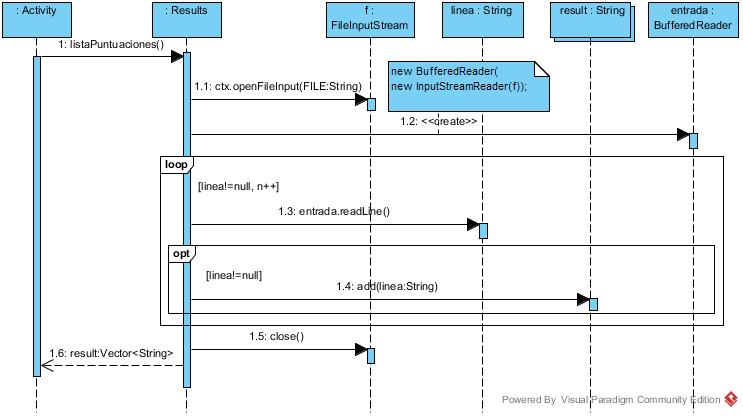 : Activity
: Results
f :
FileInputStream
linea : String
result : String
entrada :
BufferedReader
1: listaPuntuaciones()
new BufferedReader(
new InputStreamReader(f));
1.1: ctx.openFileInput(FILE:String)
1.2: <<create>>
loop
[linea!=null, n++]
1.3: entrada.readLine()
opt
[linea!=null]
1.4: add(linea:String)
1.5: close()
1.6: result:Vector<String>
Powered By Visual Paradigm Community Edition